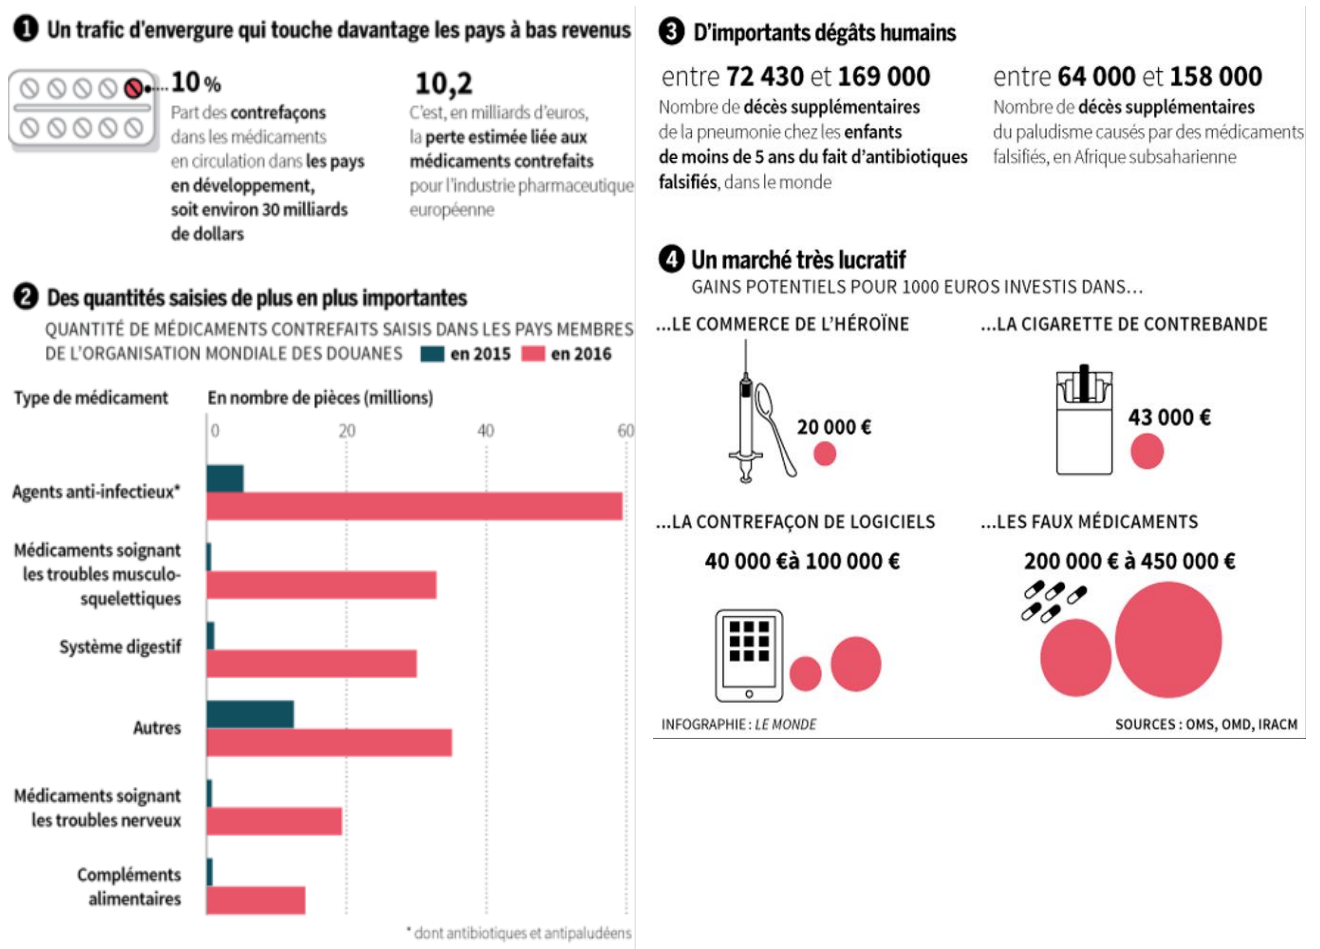 1 Un trafic d'envergure qui touche davantage les pays à bas revenus
10 %
Part des contrefaçons
dans les médicaments
en circulation dans les pays
en développement,
soit environ 30 milliards
de dollars
10,2
C'est, en milliards d'euros,
la perte estimée liée aux
médicaments contrefaits
pour l'industrie pharmaceutique
européenne
2 Des quantités saisies de plus en plus importantes
QUANTITÉ DE MÉDICAMENTS CONTREFAITS SAISIS DANS LES PAYS MEMBRES
DE L'ORGANISATION MONDIALE DES DOUANES en 2015 en 2016
Type de médicament En nombre de pièces (millions)
0 20 40 60
Agents anti-infectieux*
Médicaments soignant
les troubles musculo-
squelettiques
Système digestif
Autres
Médicaments soignant
les troubles nerveux
Compléments
alimentaires
* dont antibiotiques et antipaludéens
3 D'importants dégâts humains
entre 72 430 et 169 000
Nombre de décès supplémentaires
de la pneumonie chez les enfants
de moins de 5 ans du fait d'antibiotiques
falsifiés, dans le monde
entre 64 000 et 158 000
Nombre de décès supplémentaires
du paludisme causés par des médicaments
falsifiés, en Afrique subsaharienne
4 Un marché très lucratif
GAINS POTENTIELS POUR 1000 EUROS INVESTIS DANS...
...LE COMMERCE DE L'HÉROÏNE
20 000 €
...LA CIGARETTE DE CONTREBANDE
43 000 €
...LA CONTREFAÇON DE LOGICIELS
40 000 €à 100 000 €
...LES FAUX MÉDICAMENTS
200 000 € à 450 000 €
INFOGRAPHIE : LE MONDE
SOURCES : OMS, OMD, IRACM